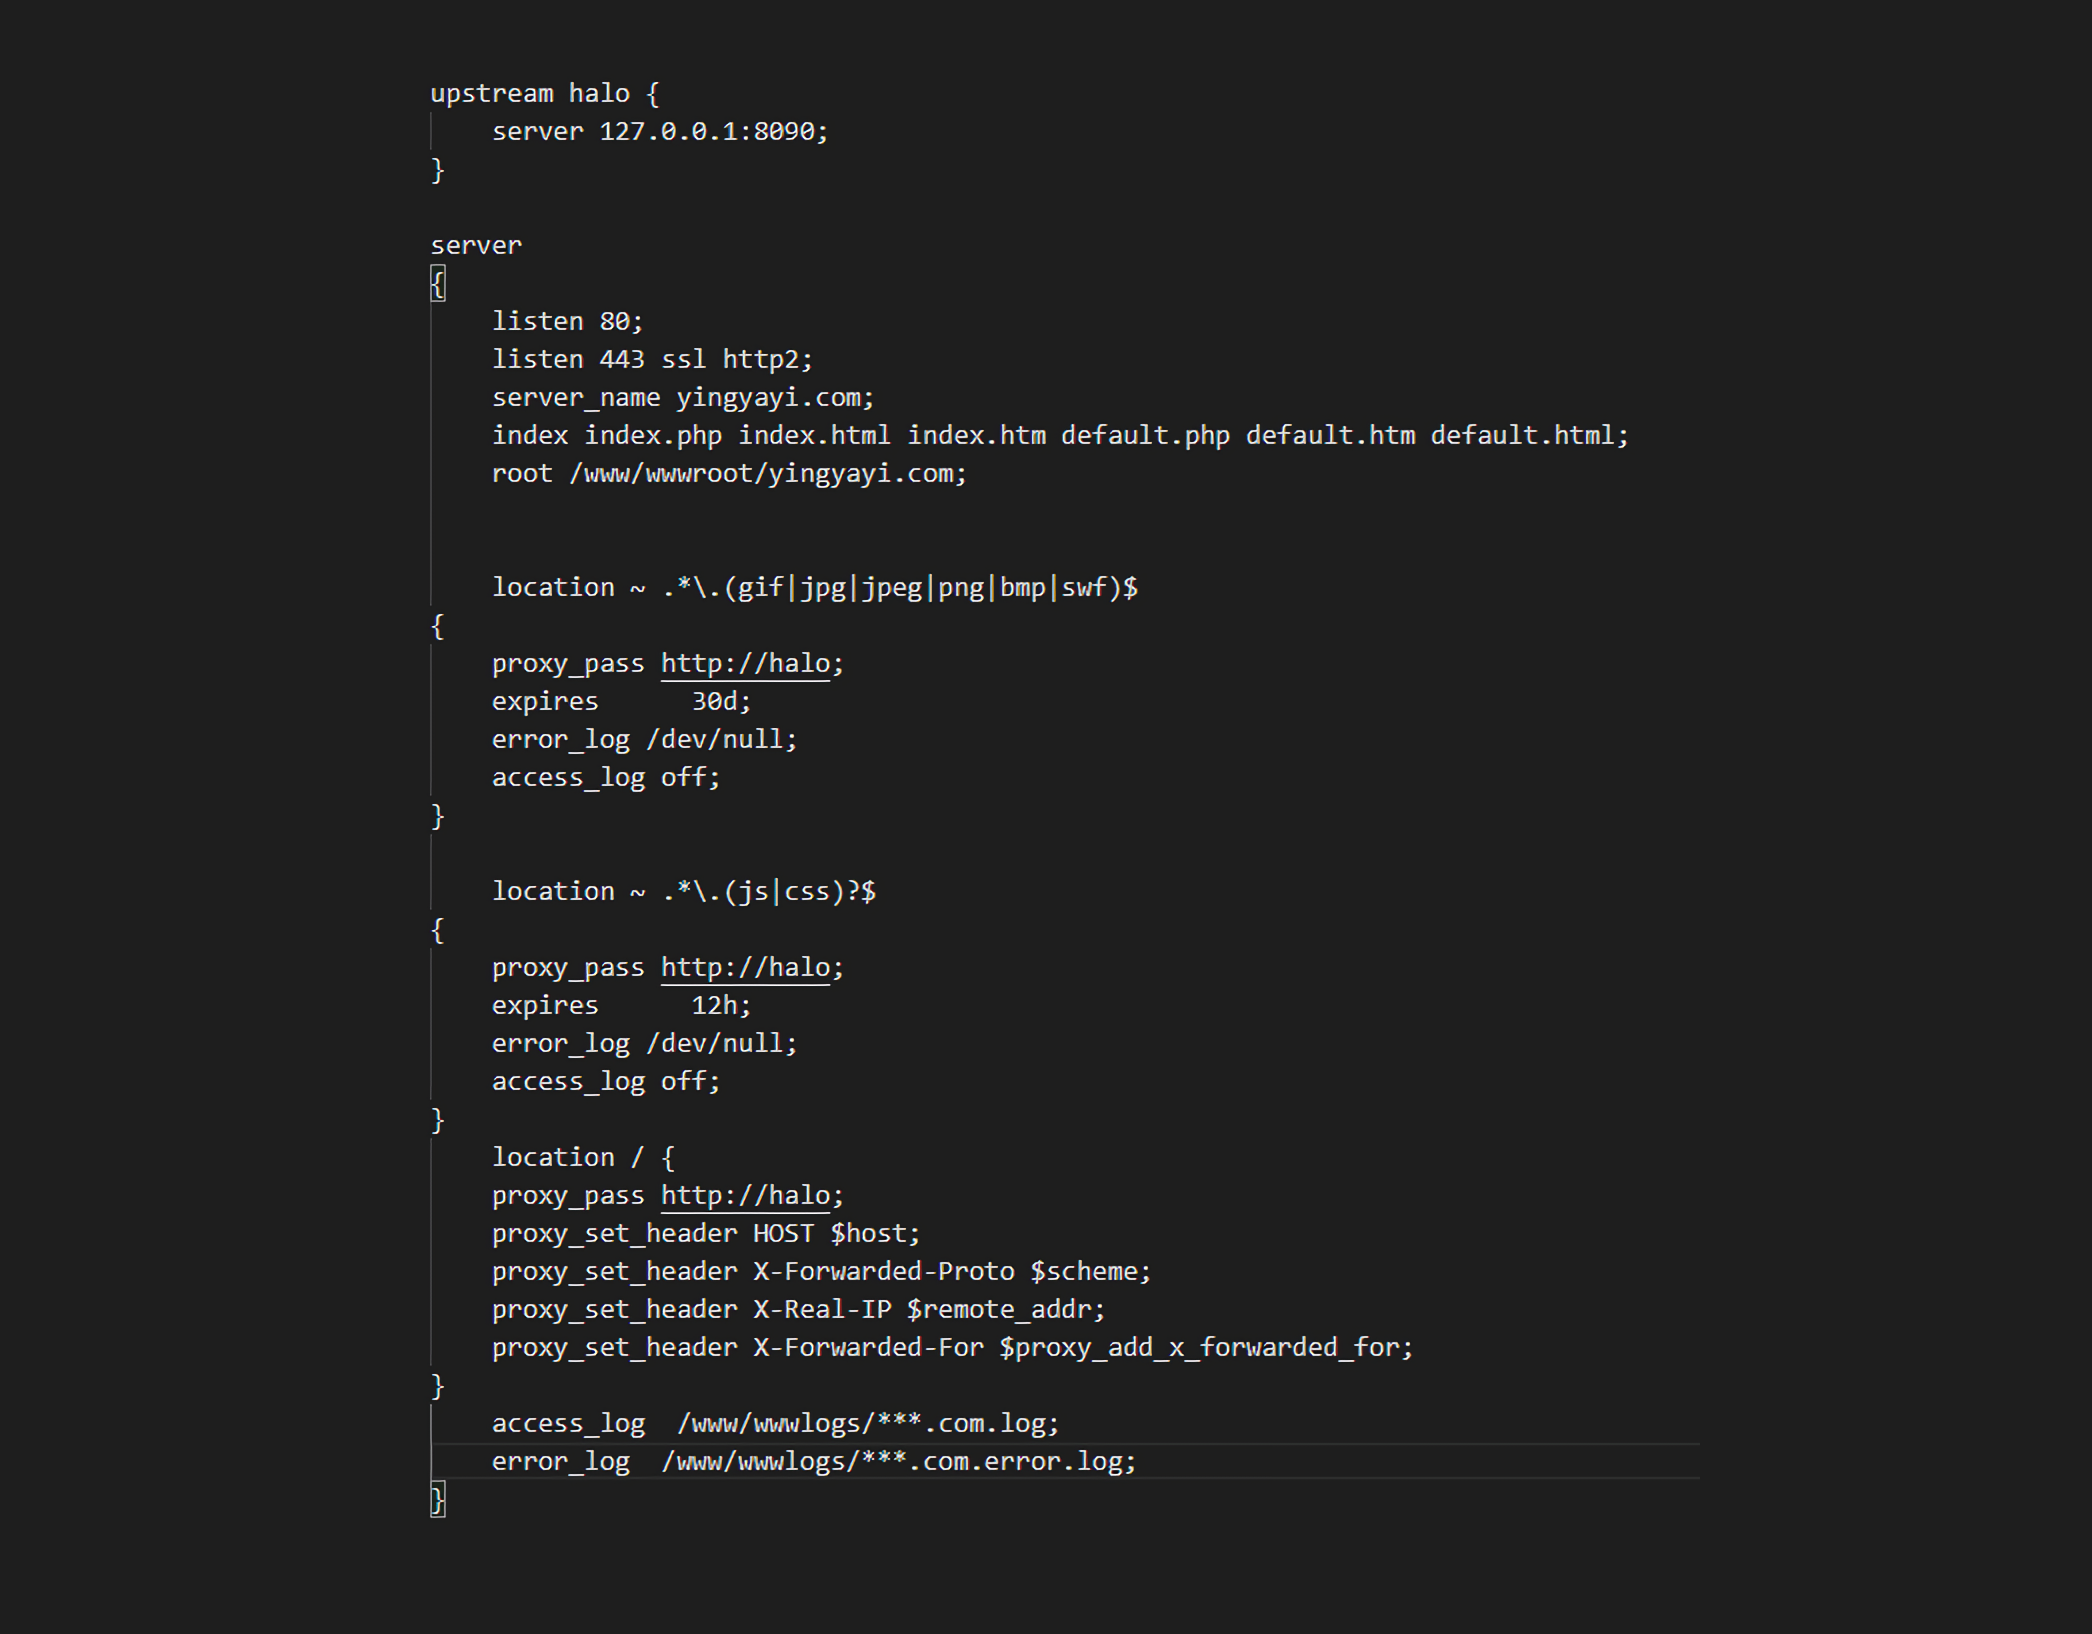 upstream halo {
    server 127.0.0.1:8090;
}

server
{
    listen 80;
    listen 443 ssl http2;
    server_name yingyayi.com;
    index index.php index.html index.htm default.php default.htm default.html;
    root /www/wwwroot/yingyayi.com;


    location ~ .*\.(gif|jpg|jpeg|png|bmp|swf)$
{
    proxy_pass http://halo;
    expires      30d;
    error_log /dev/null;
    access_log off;
}

    location ~ .*\.(js|css)?$
{
    proxy_pass http://halo;
    expires      12h;
    error_log /dev/null;
    access_log off;
}
    location / {
    proxy_pass http://halo;
    proxy_set_header HOST $host;
    proxy_set_header X-Forwarded-Proto $scheme;
    proxy_set_header X-Real-IP $remote_addr;
    proxy_set_header X-Forwarded-For $proxy_add_x_forwarded_for;
}
    access_log  /www/wwwlogs/***.com.log;
    error_log  /www/wwwlogs/***.com.error.log;
}